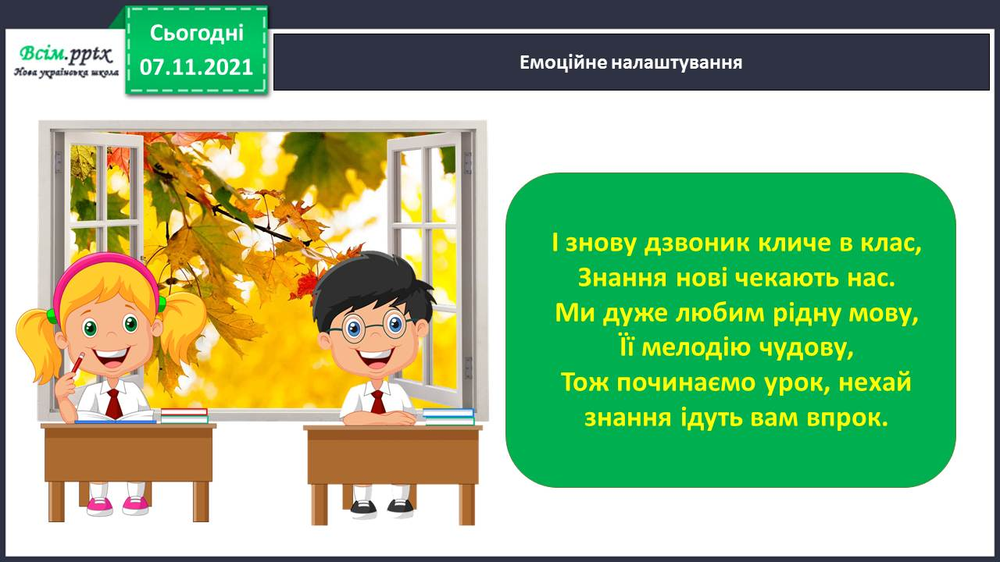 Сьогодні
07.11.2021
Всім.pptx
Нова українська школа
Емоційне налаштування
І знову дзвоник кличе в клас,
Знання нові чекають нас.
Ми дуже любим рідну мову,
Її мелодію чудову,
Тож починаємо урок, нехай
знання ідуть вам впрок.